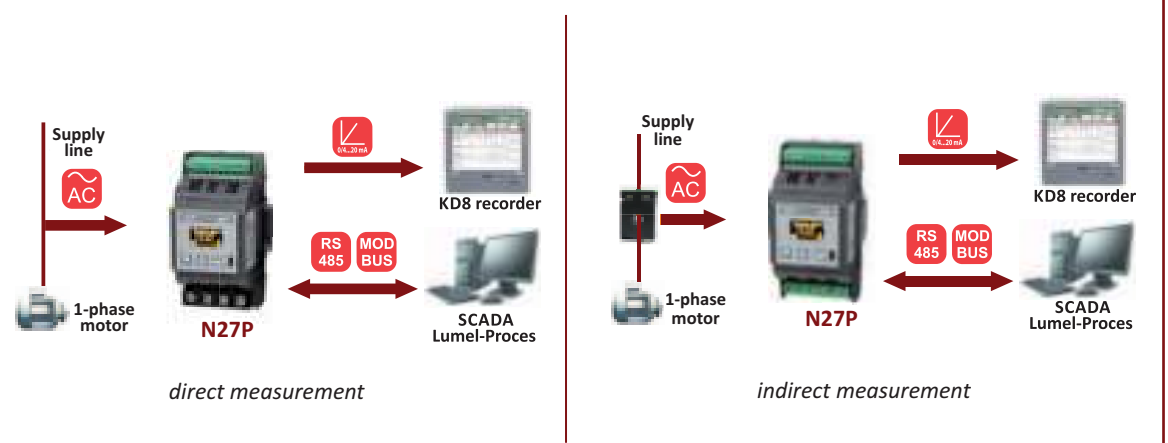 Supply
line
AC
0/4...20 mA
KD8 recorder
RS
485
MOD
BUS
1-phase
motor
N27P
SCADA
Lumel-Proces
direct measurement
Supply
line
AC
0/4...20 mA
KD8 recorder
RS
485
MOD
BUS
1-phase
motor
N27P
SCADA
Lumel-Proces
indirect measurement